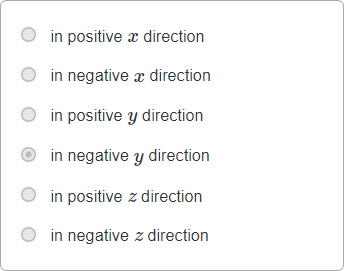 in positive x direction
in negative x direction
in positive y direction
in negative y direction
in positive z direction
in negative z direction